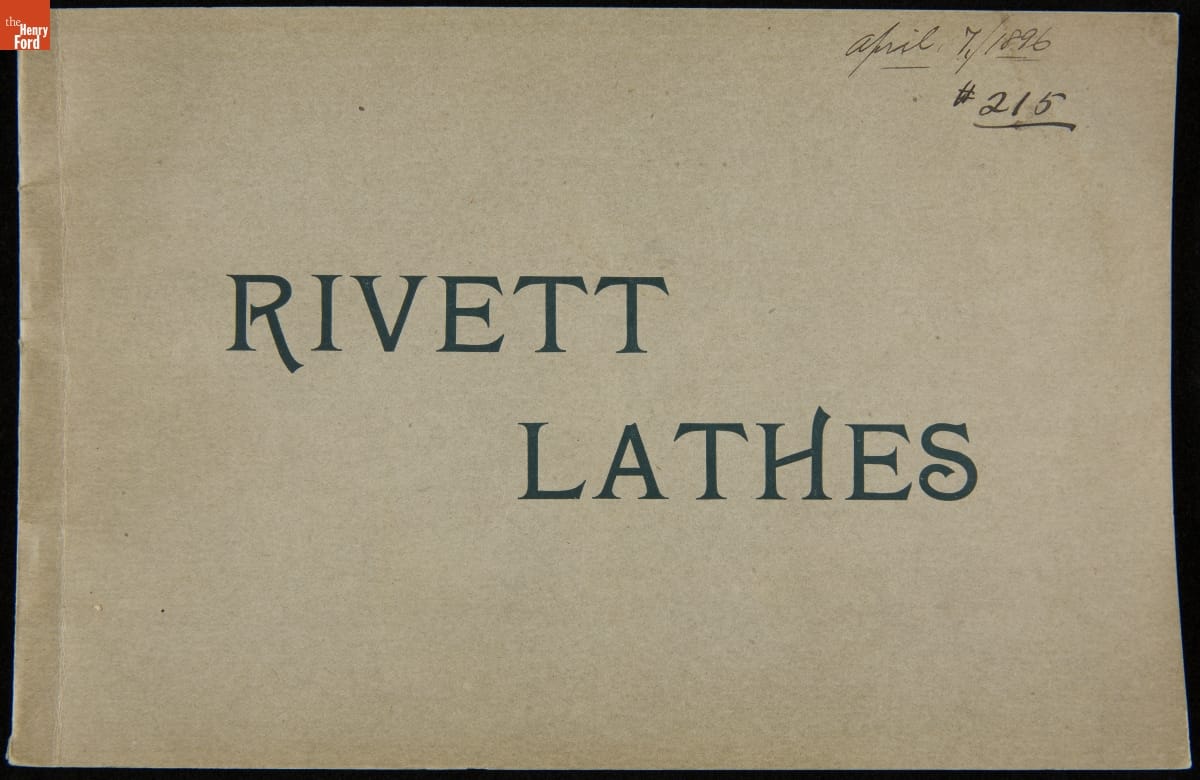 the
Henry
Ford
april. 7,/1896
# 215
RIVETT
LATHES